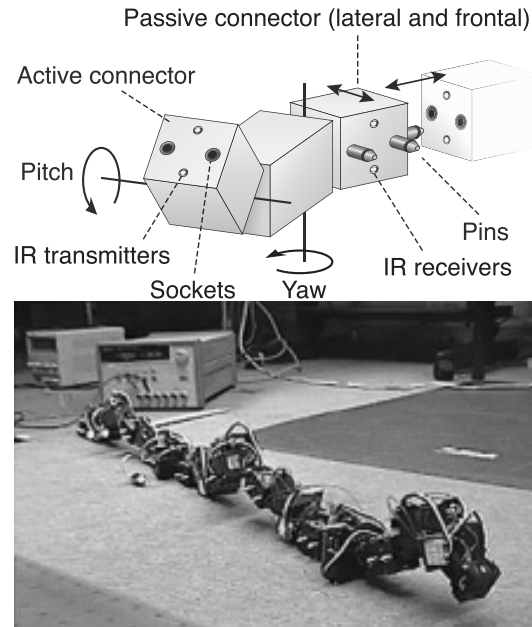 Passive connector (lateral and frontal)
Active connector
Pitch
Pins
IR transmitters
IR receivers
Sockets
Yaw